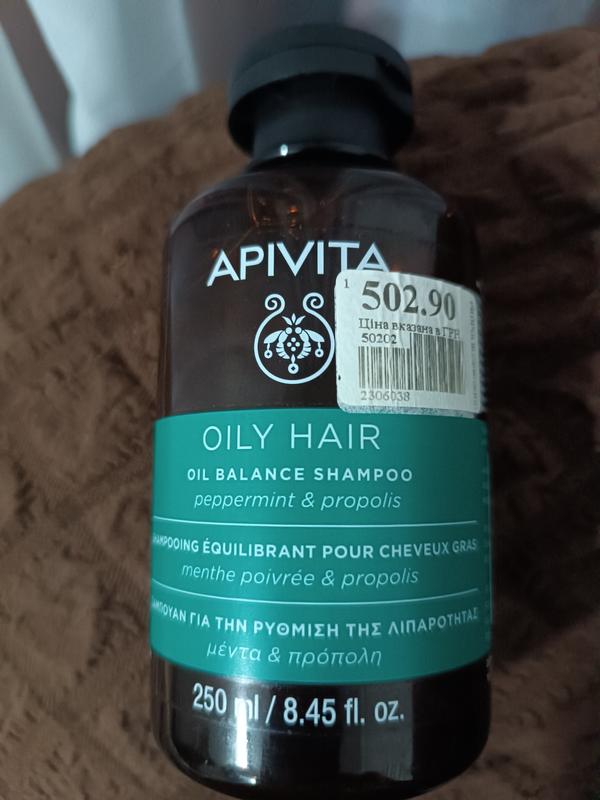 APIVITA
1 502.90
Ціна вказана в ГРН
50202
2306038
OILY HAIR
OIL BALANCE SHAMPOO
peppermint & propolis
SHAMPOOING ÉQUILIBRANT POUR CHEVEUX GRAS
menthe poivrée & propolis
ΣΑΜΠΟΥΑΝ ΓΙΑ ΤΗΝ ΡΥΘΜΙΣΗ ΤΗΣ ΛΙΠΑΡΟΤΗΤΑΣ
μέντα & πρόπολη
250 ml / 8.45 fl. oz.